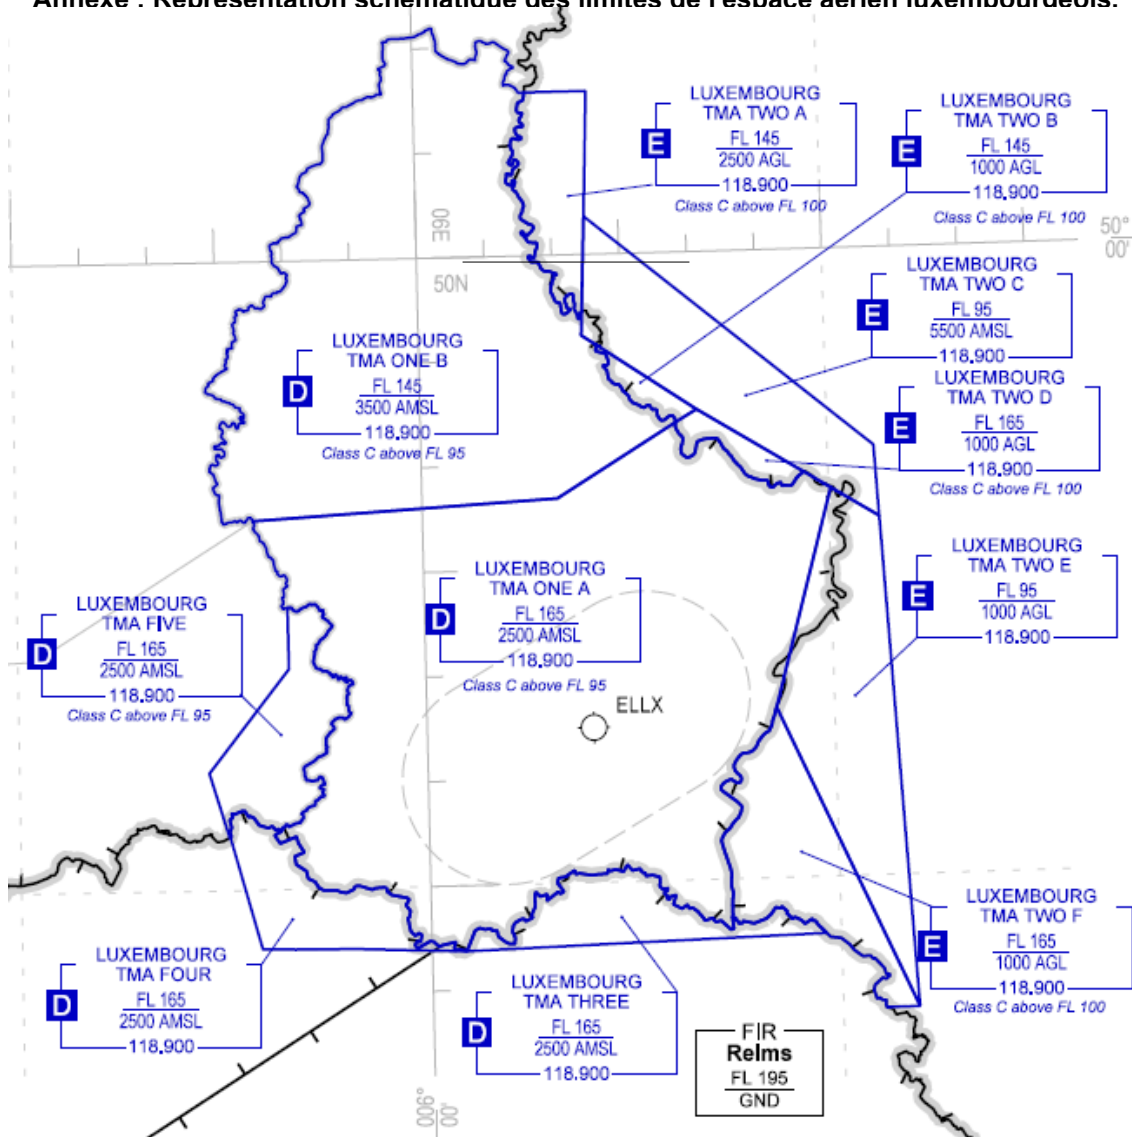 Annexe : Représentation schématique des limites de l'espace aérien luxembourgeois.
LUXEMBOURG
TMA TWO A
E
FL 145
2500 AGL
118.900
Class C above FL 100
LUXEMBOURG
TMA TWO B
E
FL 145
1000 AGL
118.900
Class C above FL 100
06E
50°
00'
50N
LUXEMBOURG
TMA TWO C
E
FL 95
5500 AMSL
118.900
LUXEMBOURG
TMA ONE B
D
FL 145
3500 AMSL
118.900
Class C above FL 95
LUXEMBOURG
TMA TWO D
E
FL 165
1000 AGL
118.900
Class C above FL 100
LUXEMBOURG
TMA TWO E
E
FL 95
1000 AGL
118.900
LUXEMBOURG
TMA ONE A
D
FL 165
2500 AMSL
118.900
Class C above FL 95
LUXEMBOURG
TMA FIVE
D
FL 165
2500 AMSL
118.900
Class C above FL 95
ELLX
LUXEMBOURG
TMA TWO F
E
FL 165
1000 AGL
118.900
Class C above FL 100
LUXEMBOURG
TMA FOUR
D
FL 165
2500 AMSL
118.900
LUXEMBOURG
TMA THREE
D
FL 165
2500 AMSL
118.900
FIR
Relms
FL 195
GND
006°
00'